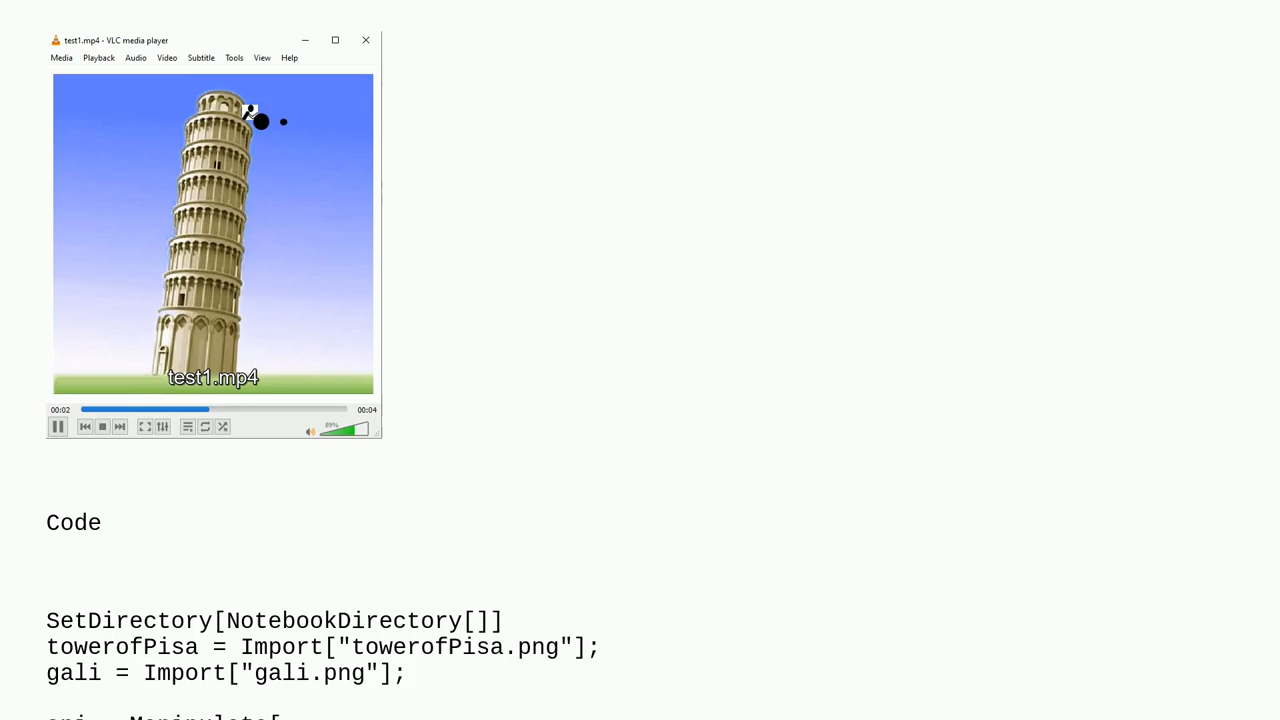 test1.mp4 - VLC media player
Media Playback Audio Video Subtitle Tools View Help
test1.mp4
00:02 00:04
89%
Code
SetDirectory[NotebookDirectory[]]
towerofPisa = Import["towerofPisa.png"];
gali = Import["gali.png"];